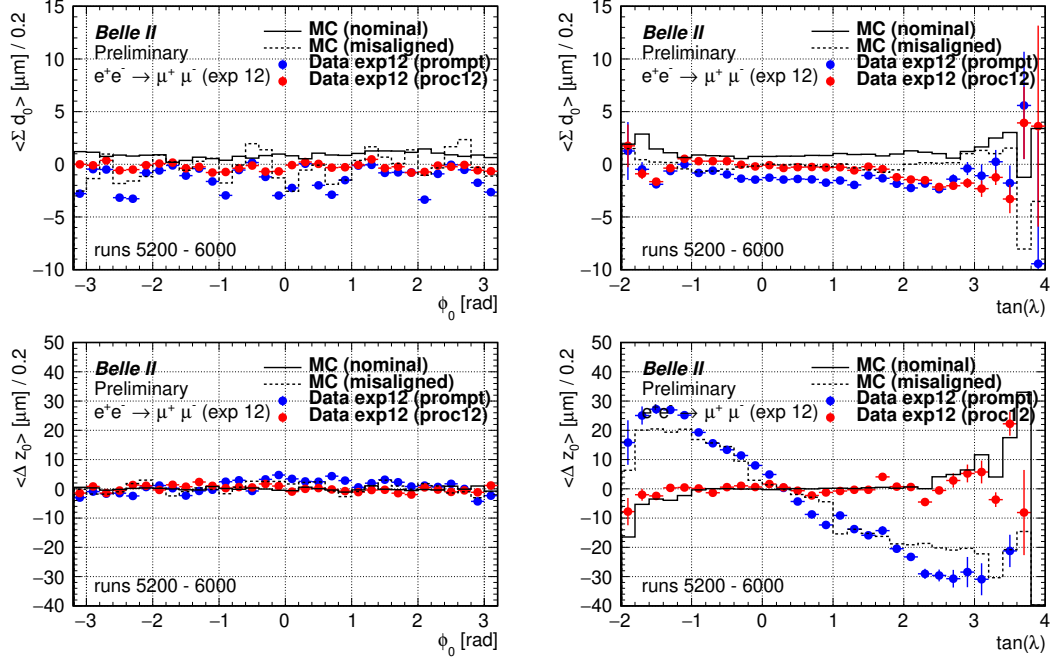 <Σ d0> [μm] / 0.2
15
10
5
0
−5
−10
Belle II
Preliminary
e+e- → μ+ μ- (exp 12)
MC (nominal)
MC (misaligned)
Data exp12 (prompt)
Data exp12 (proc12)
runs 5200 - 6000
−3 −2 −1 0 1 2 3
ϕ0 [rad]
<Σ d0> [μm] / 0.2
15
10
5
0
−5
−10
Belle II
Preliminary
e+e- → μ+ μ- (exp 12)
MC (nominal)
MC (misaligned)
Data exp12 (prompt)
Data exp12 (proc12)
runs 5200 - 6000
−2 −1 0 1 2 3 4
tan(λ)
<Δ z0> [μm] / 0.2
50
40
30
20
10
0
−10
−20
−30
−40
Belle II
Preliminary
e+e- → μ+ μ- (exp 12)
MC (nominal)
MC (misaligned)
Data exp12 (prompt)
Data exp12 (proc12)
runs 5200 - 6000
−3 −2 −1 0 1 2 3
ϕ0 [rad]
<Δ z0> [μm] / 0.2
50
40
30
20
10
0
−10
−20
−30
−40
Belle II
Preliminary
e+e- → μ+ μ- (exp 12)
MC (nominal)
MC (misaligned)
Data exp12 (prompt)
Data exp12 (proc12)
runs 5200 - 6000
−2 −1 0 1 2 3 4
tan(λ)